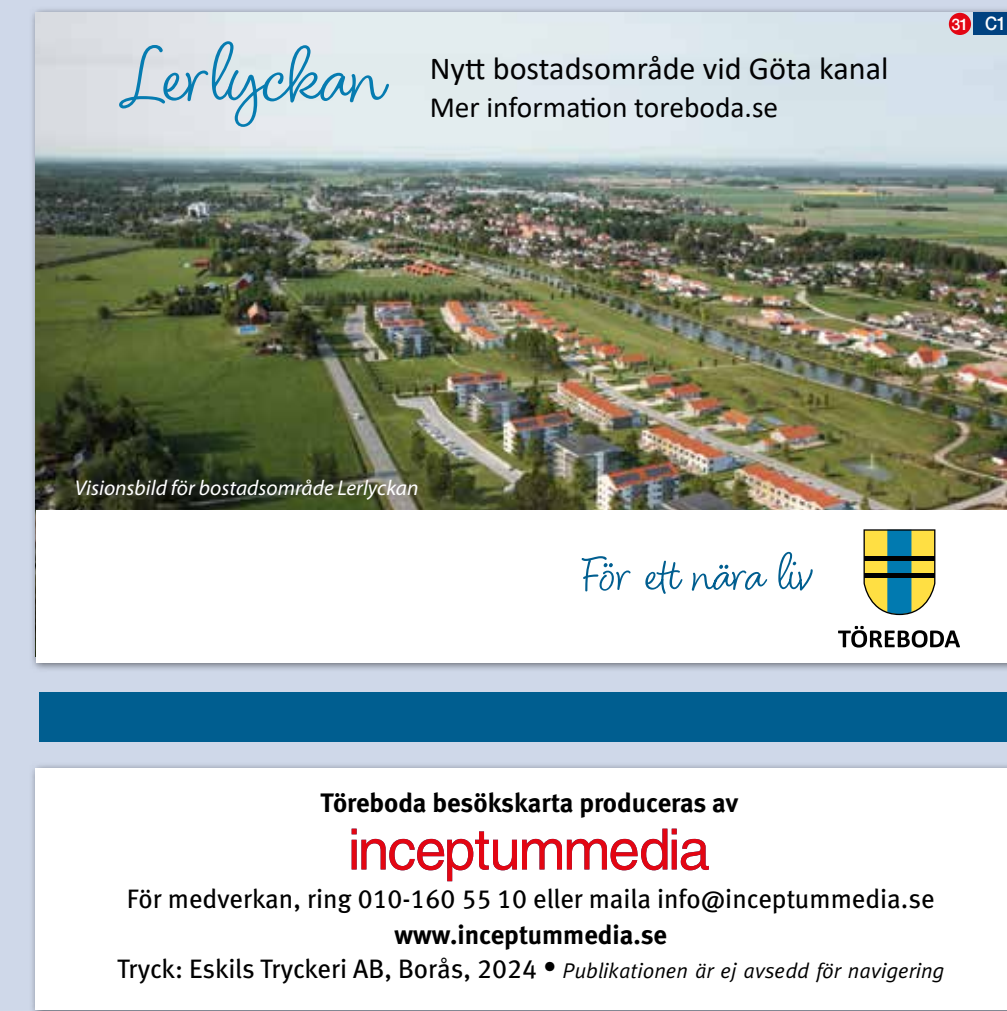 31 C1
Lerlyckan
Nytt bostadsområde vid Göta kanal
Mer information toreboda.se
Visionsbild för bostadsområde Lerlyckan
För ett nära liv
TÖREBODA
Töreboda besökskarta produceras av
inceptummedia
För medverkan, ring 010-160 55 10 eller maila info@inceptummedia.se
www.inceptummedia.se
Tryck: Eskils Tryckeri AB, Borås, 2024 • Publikationen är ej avsedd för navigering